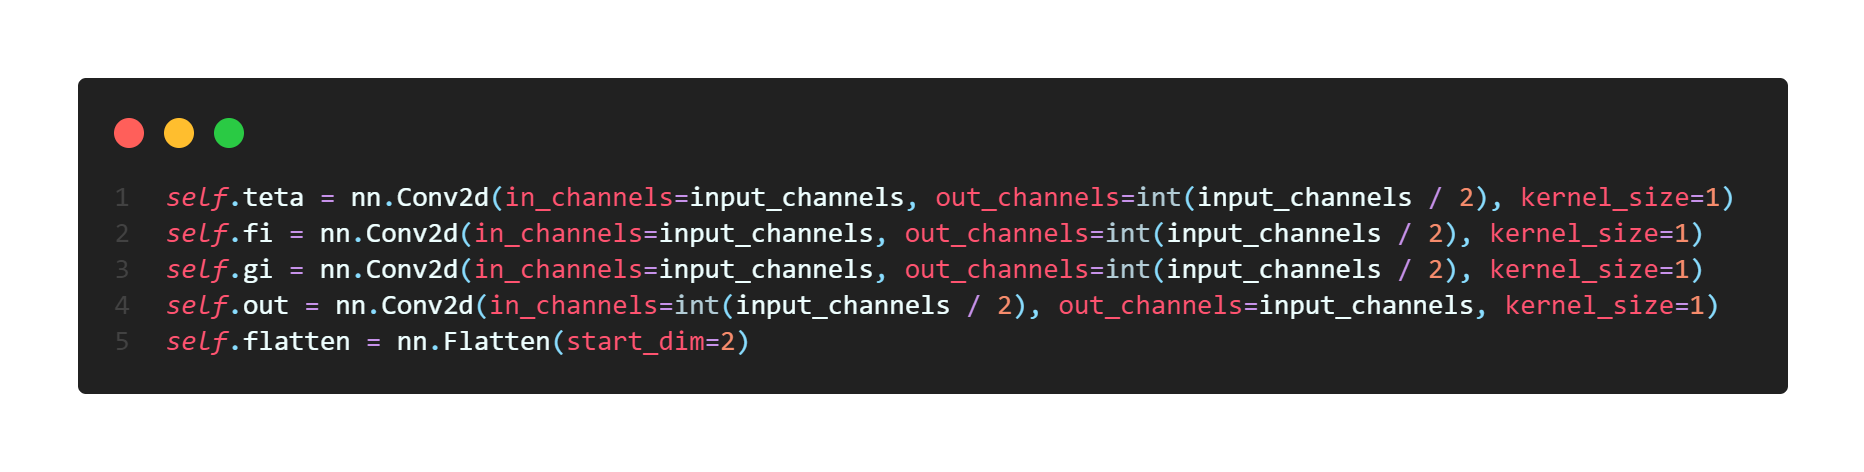 1 self.teta = nn.Conv2d(in_channels=input_channels, out_channels=int(input_channels / 2), kernel_size=1)
2 self.fi = nn.Conv2d(in_channels=input_channels, out_channels=int(input_channels / 2), kernel_size=1)
3 self.gi = nn.Conv2d(in_channels=input_channels, out_channels=int(input_channels / 2), kernel_size=1)
4 self.out = nn.Conv2d(in_channels=int(input_channels / 2), out_channels=input_channels, kernel_size=1)
5 self.flatten = nn.Flatten(start_dim=2)